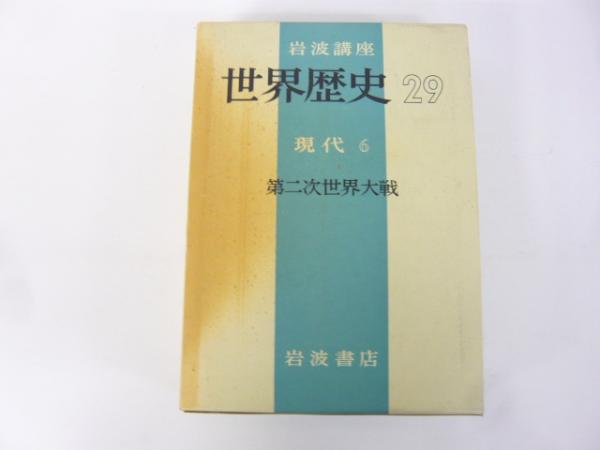 岩波講座
世界歴史 29
現代 6
第二次世界大戦
岩波書店